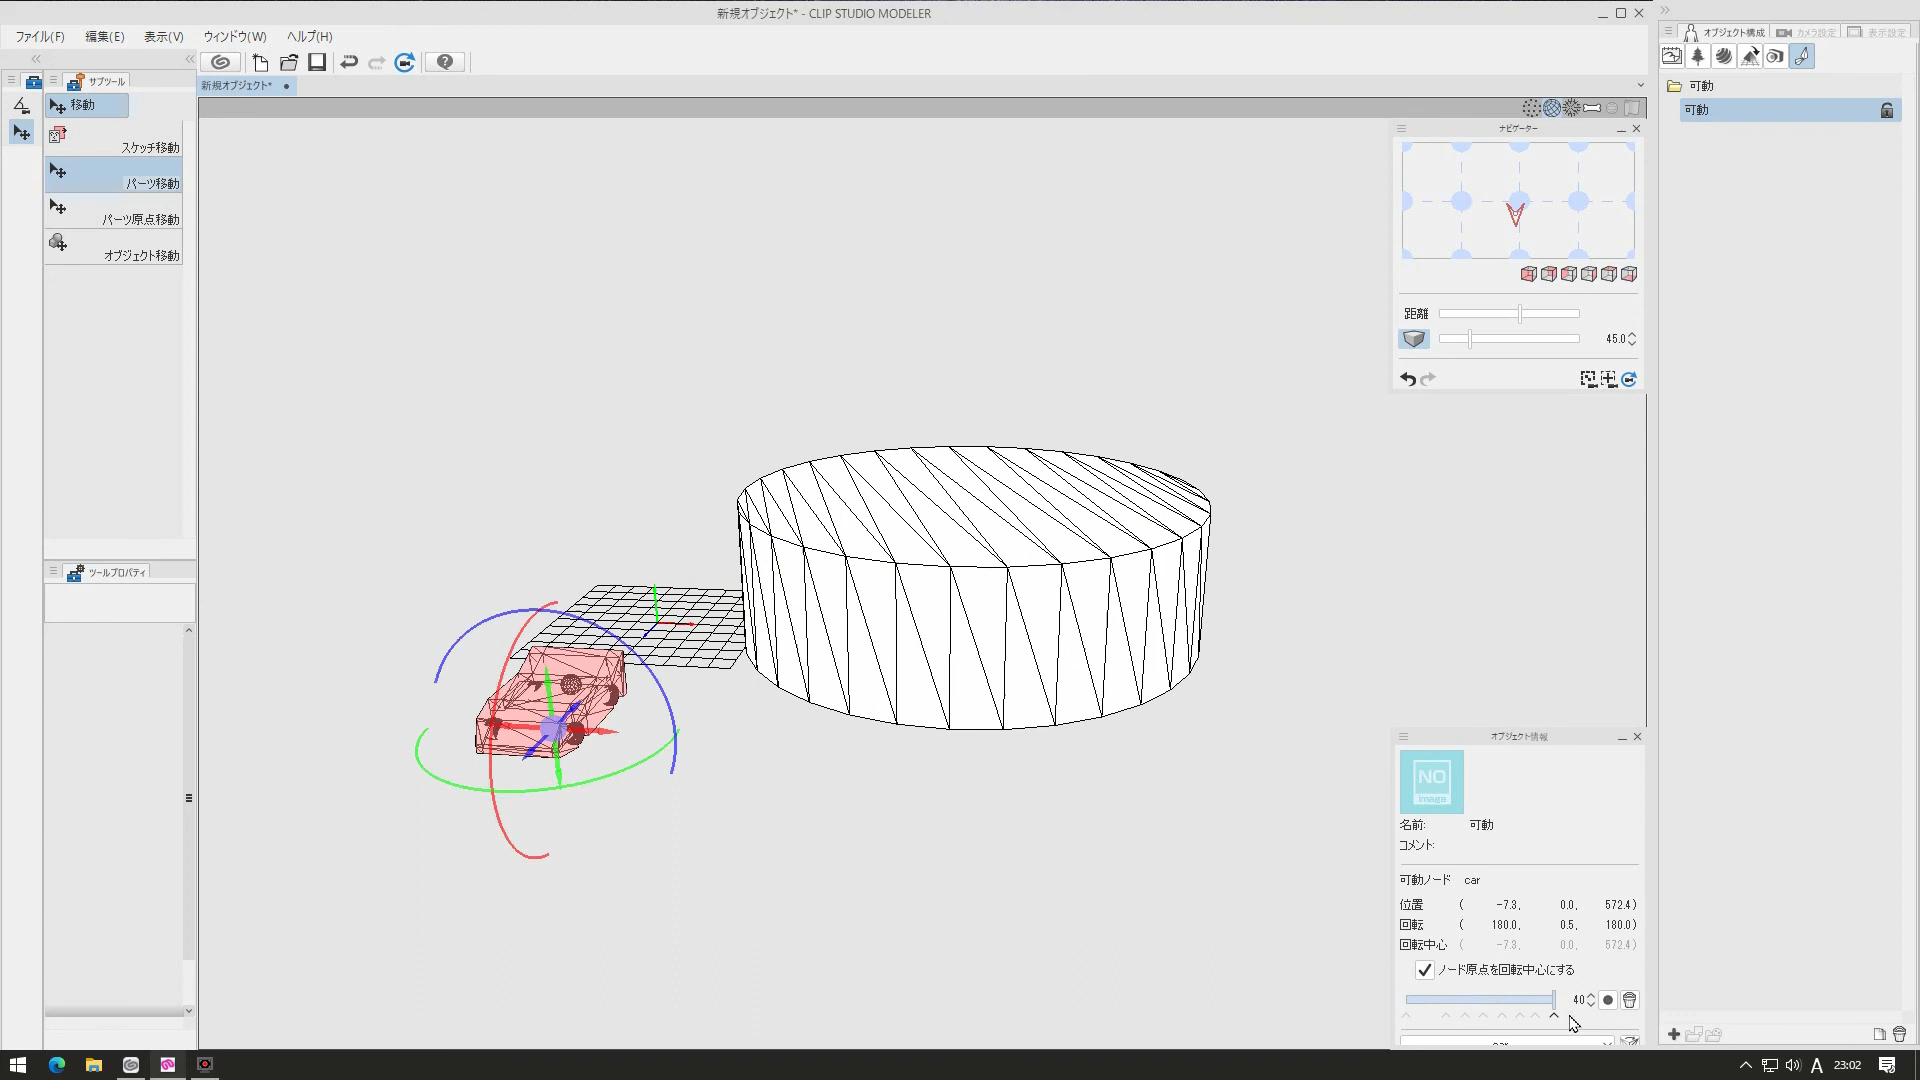 新規オブジェクト* - CLIP STUDIO MODELER
ファイル(F) 編集(E) 表示(V) ウィンドウ(W) ヘルプ(H)
サブツール
新規オブジェクト*
移動
スケッチ移動
パーツ移動
パーツ原点移動
オブジェクト移動
ツールプロパティ
ナビゲーター
距離
45.0
オブジェクト情報
NO
image
名前: 可動
コメント:
可動ノード car
位置 ( -7.3, 0.0, 572.4)
回転 ( 180.0, 0.5, 180.0)
回転中心 ( -7.3, 0.0, 572.4)
ノード原点を回転中心にする
40
car
オブジェクト構成 カメラ設定 表示設定
可動
可動
A 23:02